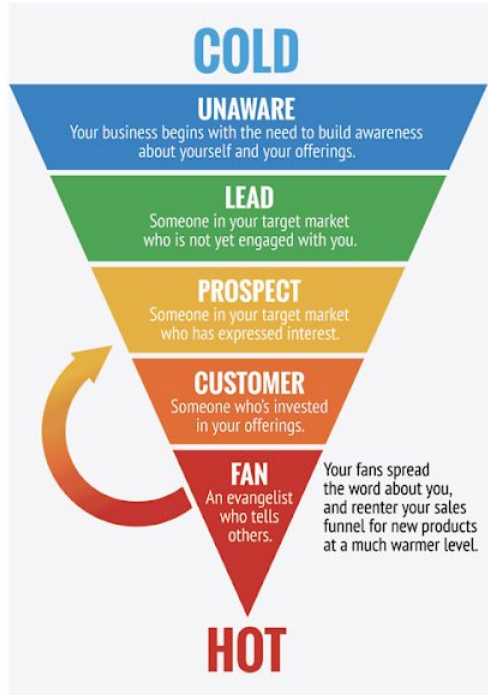 COLD
UNAWARE
Your business begins with the need to build awareness
about yourself and your offerings.
LEAD
Someone in your target market
who is not yet engaged with you.
PROSPECT
Someone in your target market
who has expressed interest.
CUSTOMER
Someone who's invested
in your offerings.
FAN
An evangelist
who tells
others.
Your fans spread
the word about you,
and reenter your sales
funnel for new products
at a much warmer level.
HOT